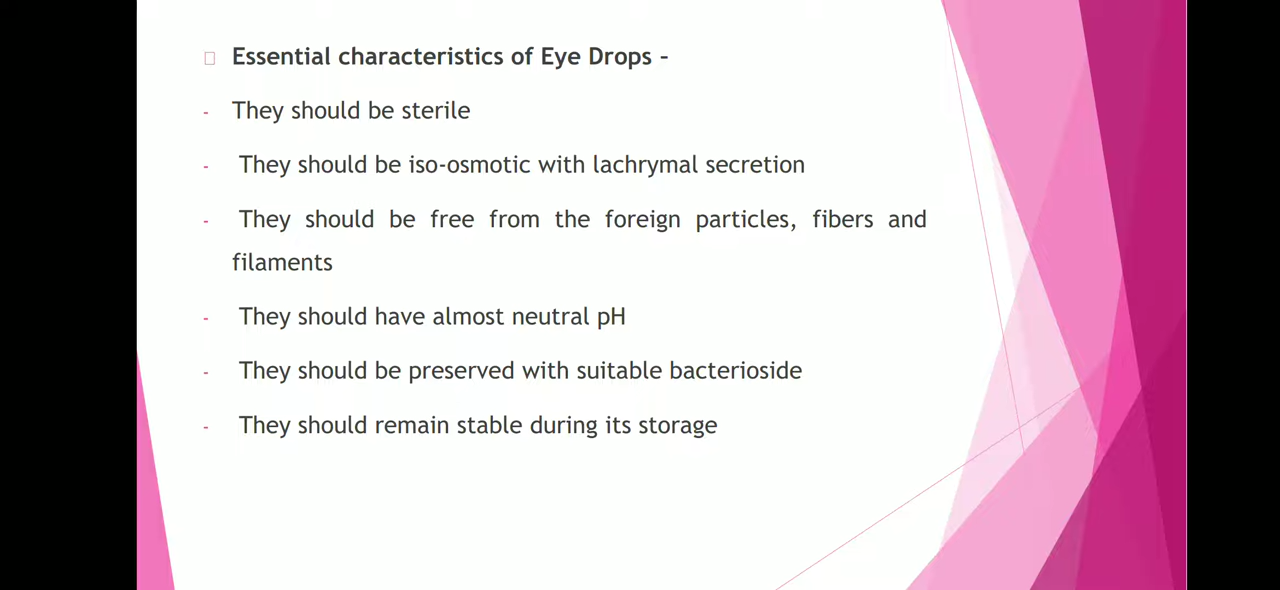 Essential characteristics of Eye Drops –
- They should be sterile
- They should be iso-osmotic with lachrymal secretion
- They should be free from the foreign particles, fibers and
filaments
- They should have almost neutral pH
- They should be preserved with suitable bacterioside
- They should remain stable during its storage